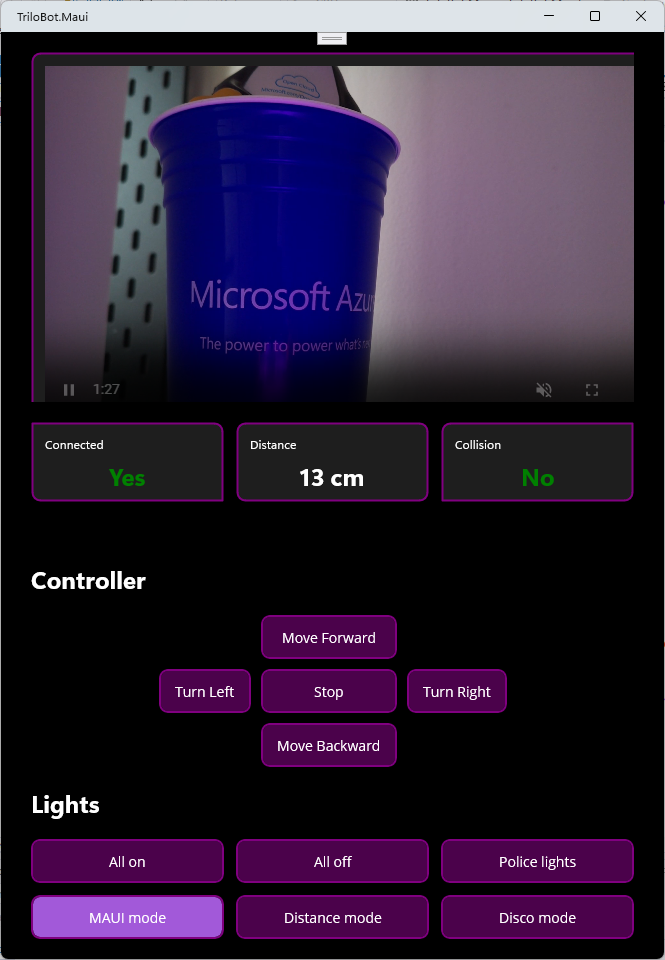 TriloBot.Maui
Microsoft Azu
The power to power what's
1:27
Connected
Distance
Collision
Yes
13 cm
No
Controller
Move Forward
Turn Left
Stop
Turn Right
Move Backward
Lights
All on
All off
Police lights
MAUI mode
Distance mode
Disco mode